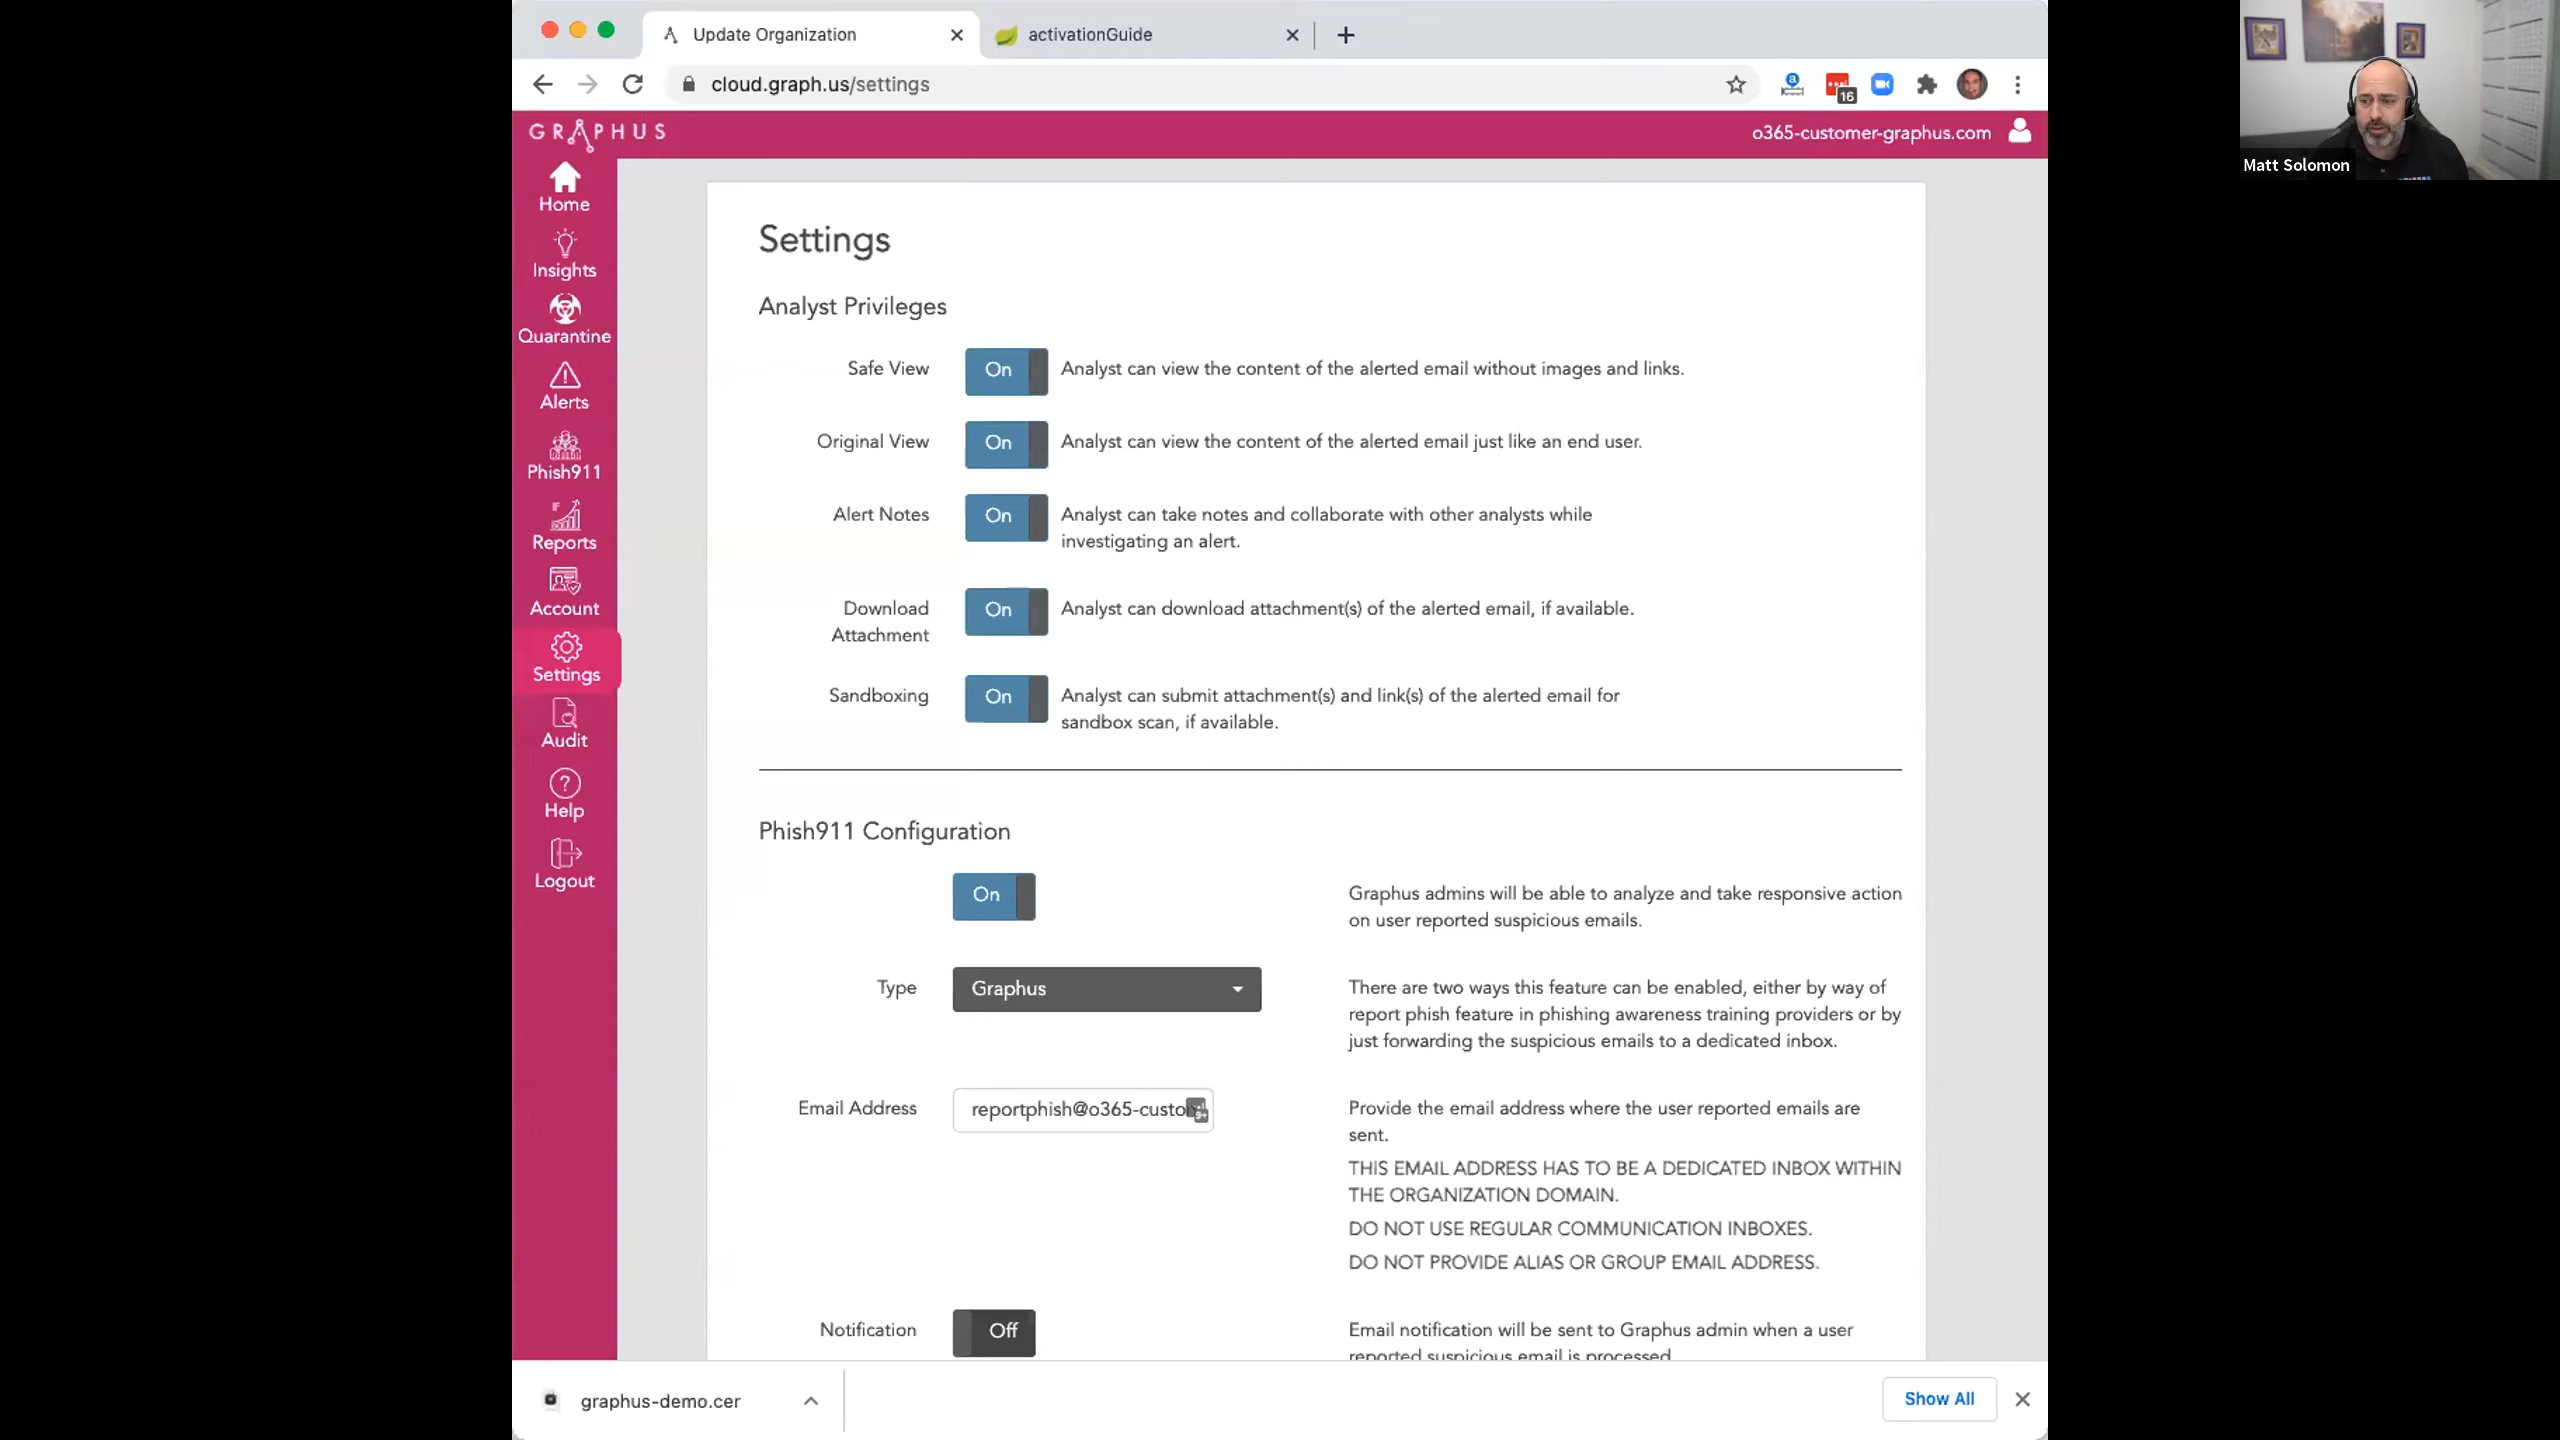 Update Organization
activationGuide
cloud.graph.us/settings
16
GRAPHUS
o365-customer-graphus.com
Matt Solomon
Home
Insights
Quarantine
Alerts
Phish911
Reports
Account
Settings
Audit
Help
Logout
Settings
Analyst Privileges
Safe View
On
Analyst can view the content of the alerted email without images and links.
Original View
On
Analyst can view the content of the alerted email just like an end user.
Alert Notes
On
Analyst can take notes and collaborate with other analysts while
investigating an alert.
Download
Attachment
On
Analyst can download attachment(s) of the alerted email, if available.
Sandboxing
On
Analyst can submit attachment(s) and link(s) of the alerted email for
sandbox scan, if available.
Phish911 Configuration
On
Graphus admins will be able to analyze and take responsive action
on user reported suspicious emails.
Type
Graphus
There are two ways this feature can be enabled, either by way of
report phish feature in phishing awareness training providers or by
just forwarding the suspicious emails to a dedicated inbox.
Email Address
reportphish@o365-custo
9+
Provide the email address where the user reported emails are
sent.
THIS EMAIL ADDRESS HAS TO BE A DEDICATED INBOX WITHIN
THE ORGANIZATION DOMAIN.
DO NOT USE REGULAR COMMUNICATION INBOXES.
DO NOT PROVIDE ALIAS OR GROUP EMAIL ADDRESS.
Notification
Off
Email notification will be sent to Graphus admin when a user
reported suspicious email is processed
graphus-demo.cer
Show All